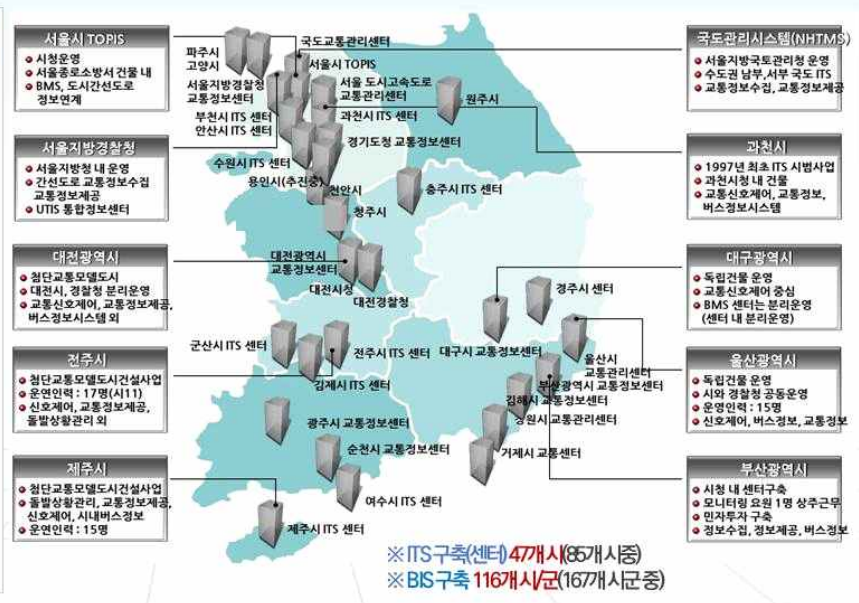 서울시 TOPIS
시청운영
서울종로소방서 건물 내
BMS, 도시간선도로
정보연계
서울지방경찰청
서울지방청 내 운영
간선도로 교통정보수집
교통정보제공
UTIS 통합정보센터
대전광역시
첨단교통모델도시
대전시, 경찰청 분리운영
교통신호제어, 교통정보제공,
버스정보시스템 외
전주시
첨단교통모델도시건설사업
운연인력 : 17명(시11)
신호제어, 교통정보제공,
돌발상황관리 외
제주시
첨단교통모델도시건설사업
돌발상황관리, 교통정보제공,
신호제어, 시내버스정보
운연인력 : 15명
파주시
고양시
국도교통관리센터
서울시 TOPIS
서울지방경찰청
교통정보센터
서울 도시고속도로
교통관리센터
원주시
부천시 ITS 센터
안산시 ITS 센터
과천시 ITS 센터
경기도청 교통정보센터
수원시 ITS 센터
용인시(추진중)
천안시
충주시 ITS 센터
청주시
대전광역시
교통정보센터
대전시청
대전경찰청
경주시 센터
군산시 ITS 센터
전주시 ITS 센터
대구시 교통정보센터
울산시
교통관리센터
김제시 ITS 센터
부산광역시 교통정보센터
김해시 교통정보센터
창원시 교통관리센터
광주시 교통정보센터
순천시 교통정보센터
거제시 교통센터
여수시 ITS 센터
제주시 ITS 센터
국도관리시스템(NHTMS)
서울지방국토관리청 운영
수도권 남부,서부 국도 ITS
교통정보수집, 교통정보제공
과천시
1997년 최초 ITS 시범사업
과천시청 내 건물
교통신호제어, 교통정보,
버스정보시스템
대구광역시
독립건물 운영
교통신호제어 중심
BMS 센터는 분리운영
(센터 내 분리운영)
울산광역시
독립건물 운영
시와 경찰청 공동운영
운영인력 : 15명
신호제어, 버스정보, 교통정보
부산광역시
시청 내 센터구축
모니터링 요원 1명 상주근무
민자투자 구축
정보수집, 정보제공, 버스정보
※ ITS 구축(센터) 47개 시(85개 시중)
※ BIS 구축 116개 시/군(167개 시군 중)